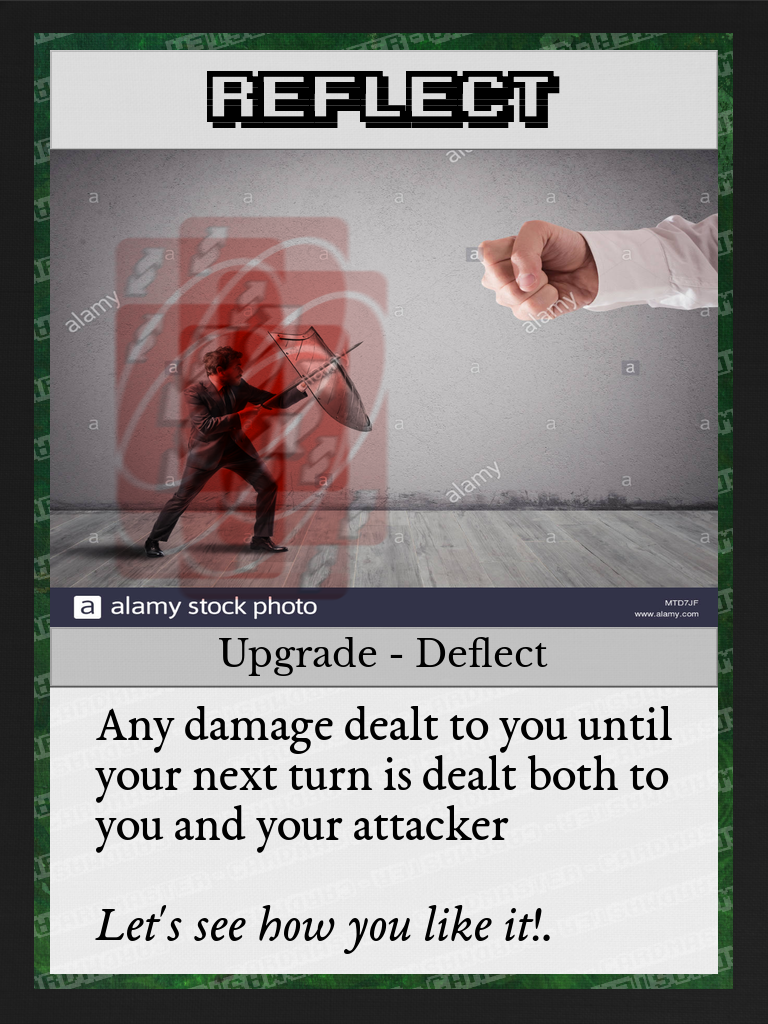 REFLECT
alamy
alamy
alamy
a alamy stock photo
MTD7JF
www.alamy.com
Upgrade - Deflect
Any damage dealt to you until
your next turn is dealt both to
you and your attacker
Let's see how you like it!.